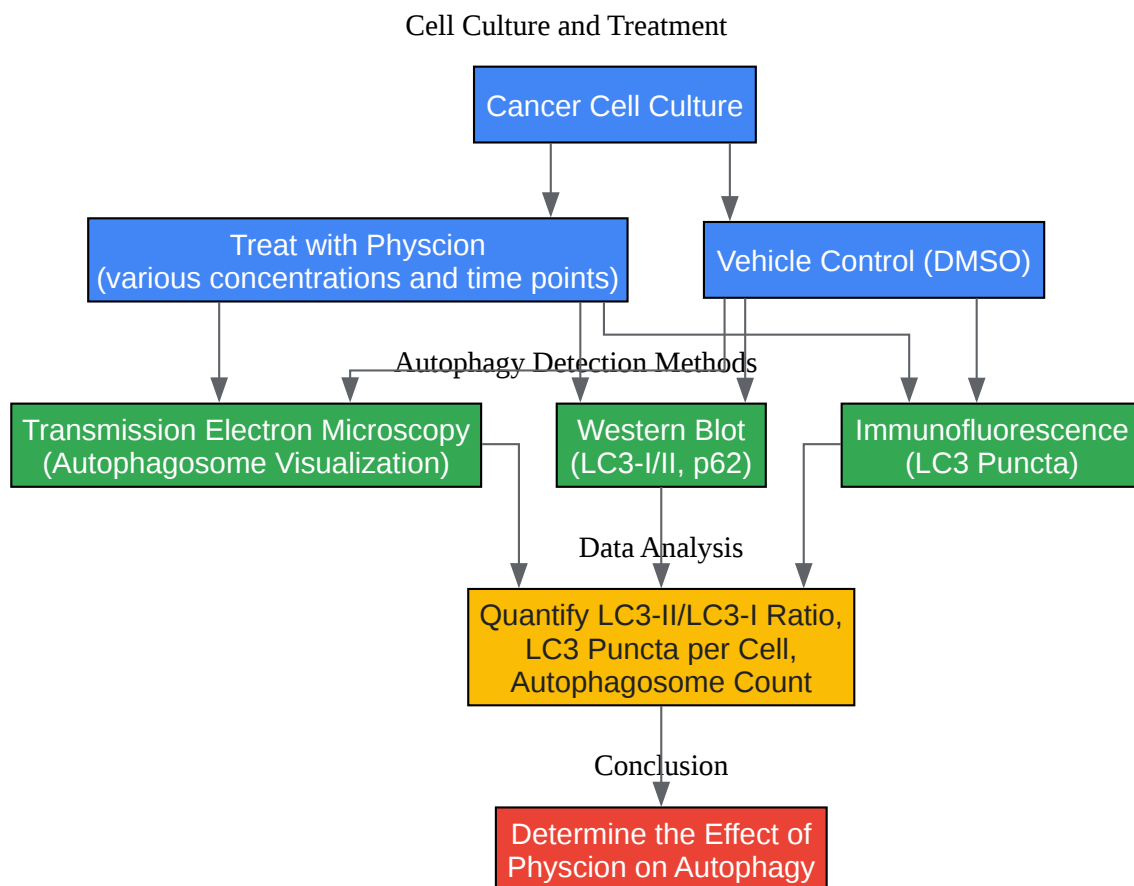 Cell Culture and Treatment
Cancer Cell Culture
Treat with Physcion
(various concentrations and time points)
Vehicle Control (DMSO)
Autophagy Detection Methods
Transmission Electron Microscopy
(Autophagosome Visualization)
Western Blot
(LC3-I/II, p62)
Immunofluorescence
(LC3 Puncta)
Data Analysis
Quantify LC3-II/LC3-I Ratio,
LC3 Puncta per Cell,
Autophagosome Count
Conclusion
Determine the Effect of
Physcion on Autophagy